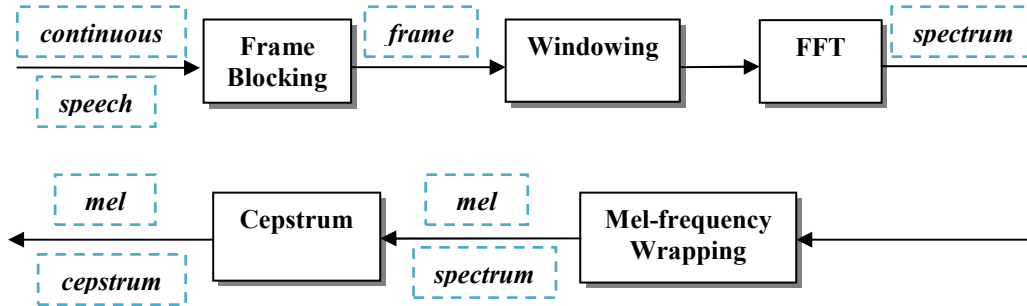 continuous
speech
Frame
Blocking
frame
Windowing
FFT
spectrum
mel
cepstrum
Cepstrum
mel
spectrum
Mel-frequency
Wrapping